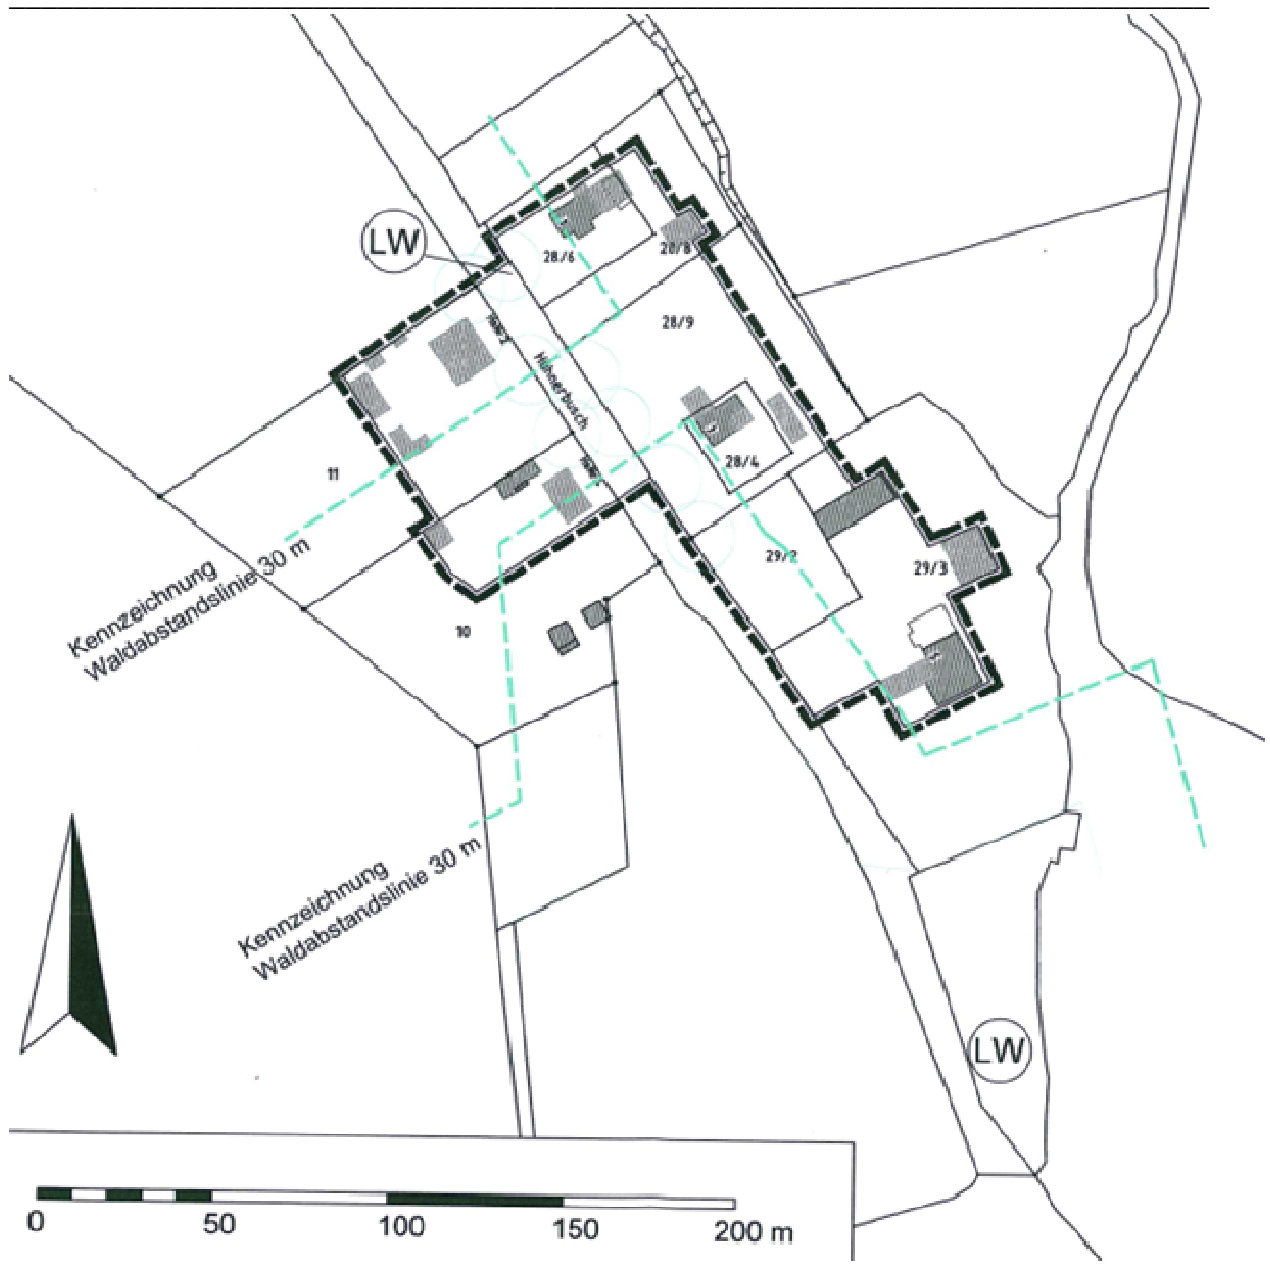 LW
28/6
28/8
28/9
Hühnerbusch
28/4
11
29/2
29/3
10
Kennzeichnung
Waldabstandslinie 30 m
Kennzeichnung
Waldabstandslinie 30 m
LW
0 50 100 150 200 m